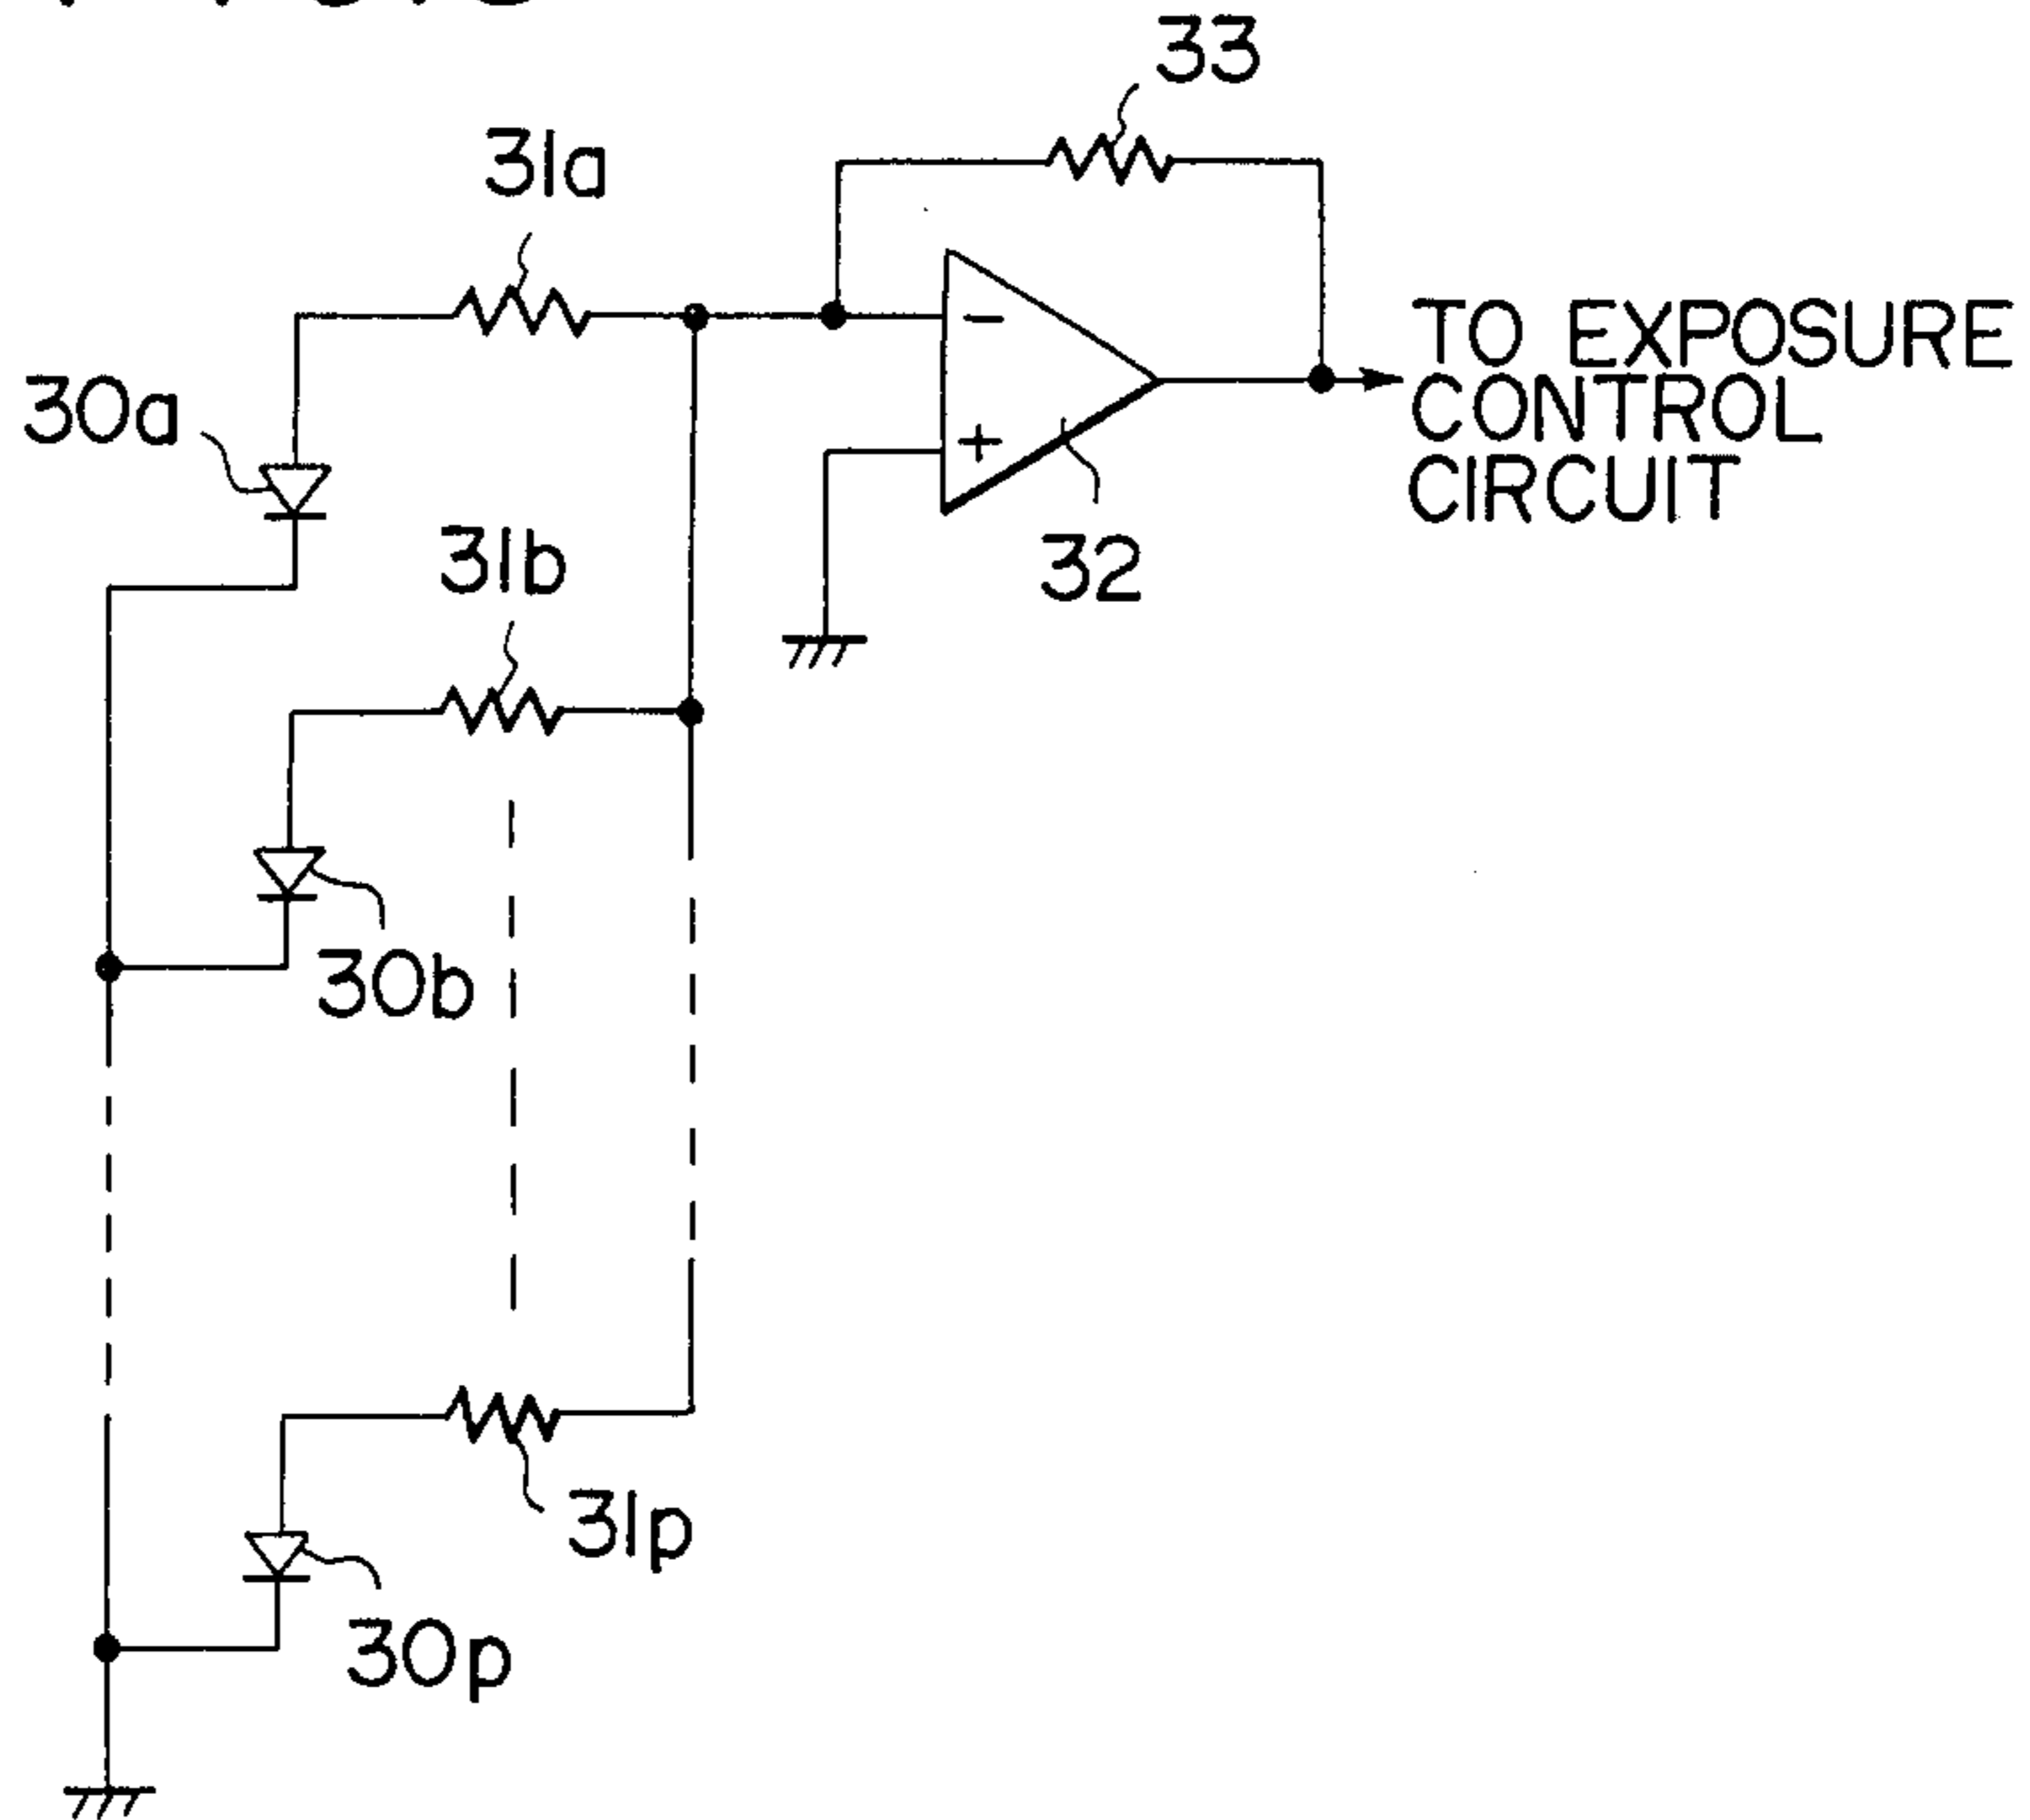 33
31a
TO EXPOSURE
CONTROL
CIRCUIT
30a
−
+
31b
32
30b
31p
30p